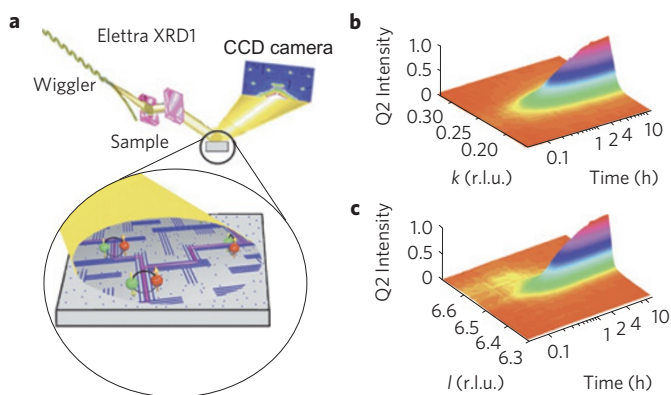 a
Elettra XRD1
CCD camera
Wiggler
Sample
b
Q2 Intensity
1.0
0.5
0
0.30
0.25
0.20
k (r.l.u.)
0.1
1
2
4
10
Time (h)
c
Q2 Intensity
1.0
0.5
0
6.6
6.5
6.4
6.3
l (r.l.u.)
0.1
1
2
4
10
Time (h)